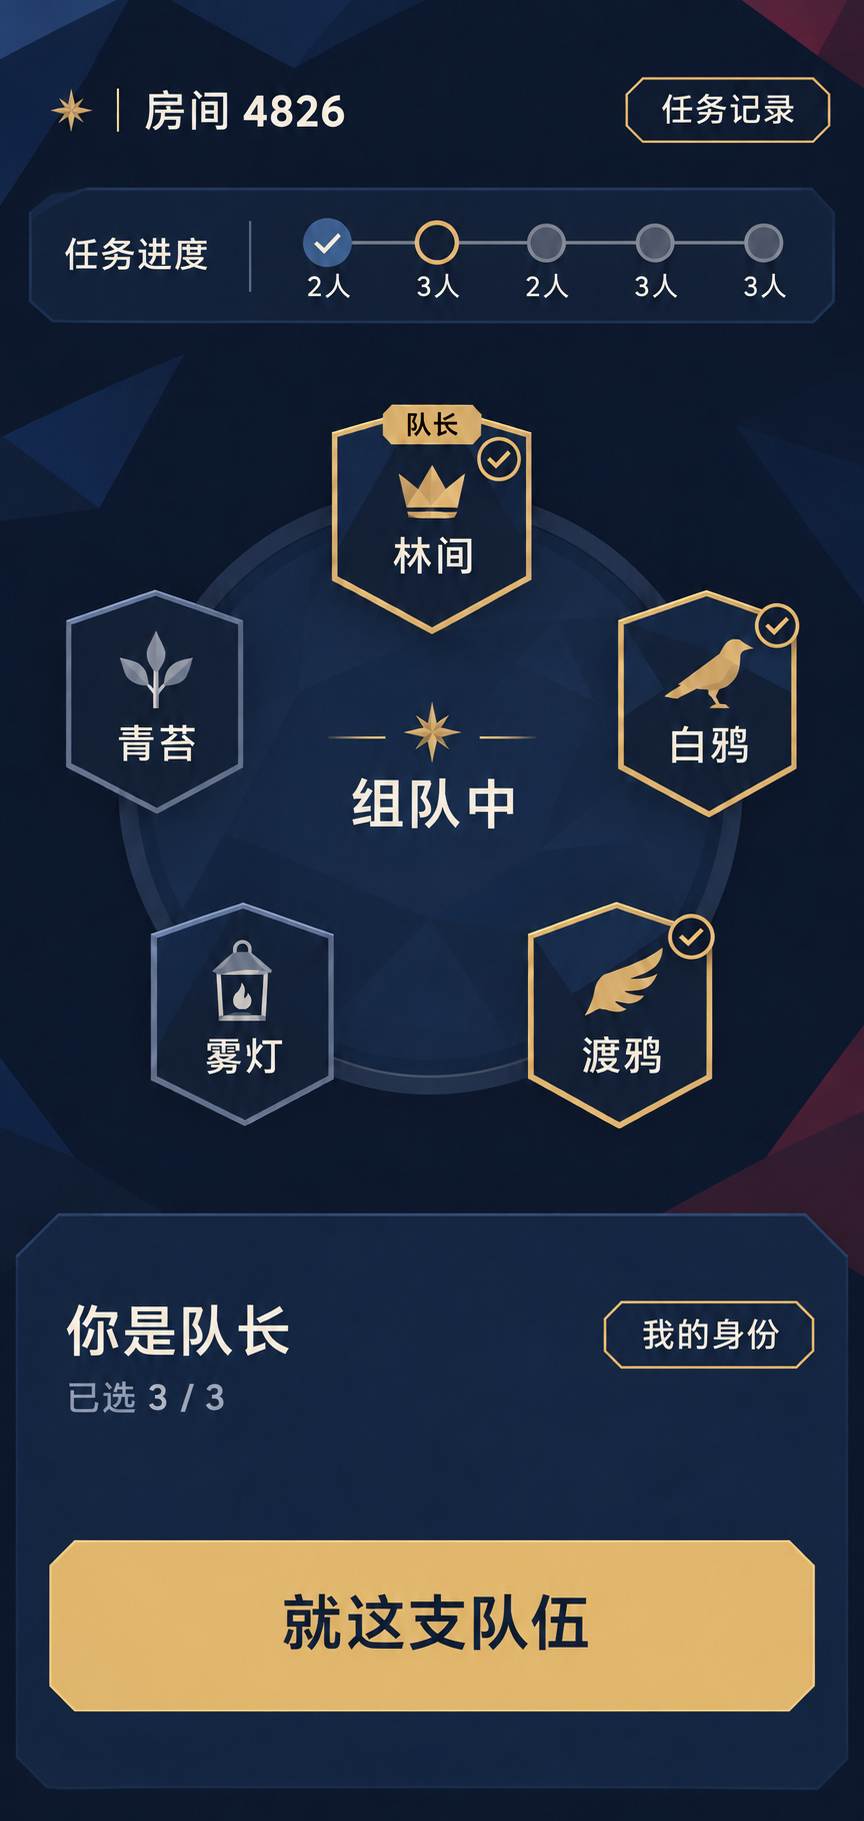 房间 4826
任务记录
任务进度
2人 3人 2人 3人 3人
队长
林间
青苔
白鸦
组队中
雾灯
渡鸦
你是队长
我的身份
已选 3 / 3
就这支队伍